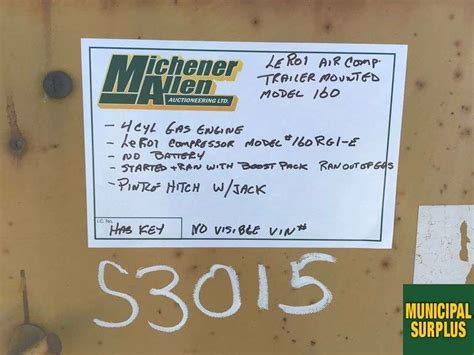 Michener
Allen
AUCTIONEERING LTD.
LEROI AIR COMP.
TRAILER MOUNTED
MODEL 160
- 4CYL GAS ENGINE
- LEROI COMPRESSOR MODEL #160RG1-E
- NO BATTERY
- STARTED + RAN WITH BOOST PACK RAN OUT OF GAS
- PINTLE HITCH W/JACK
HAS KEY
NO VISIBLE VIN#
S3015
MUNICIPAL
SURPLUS